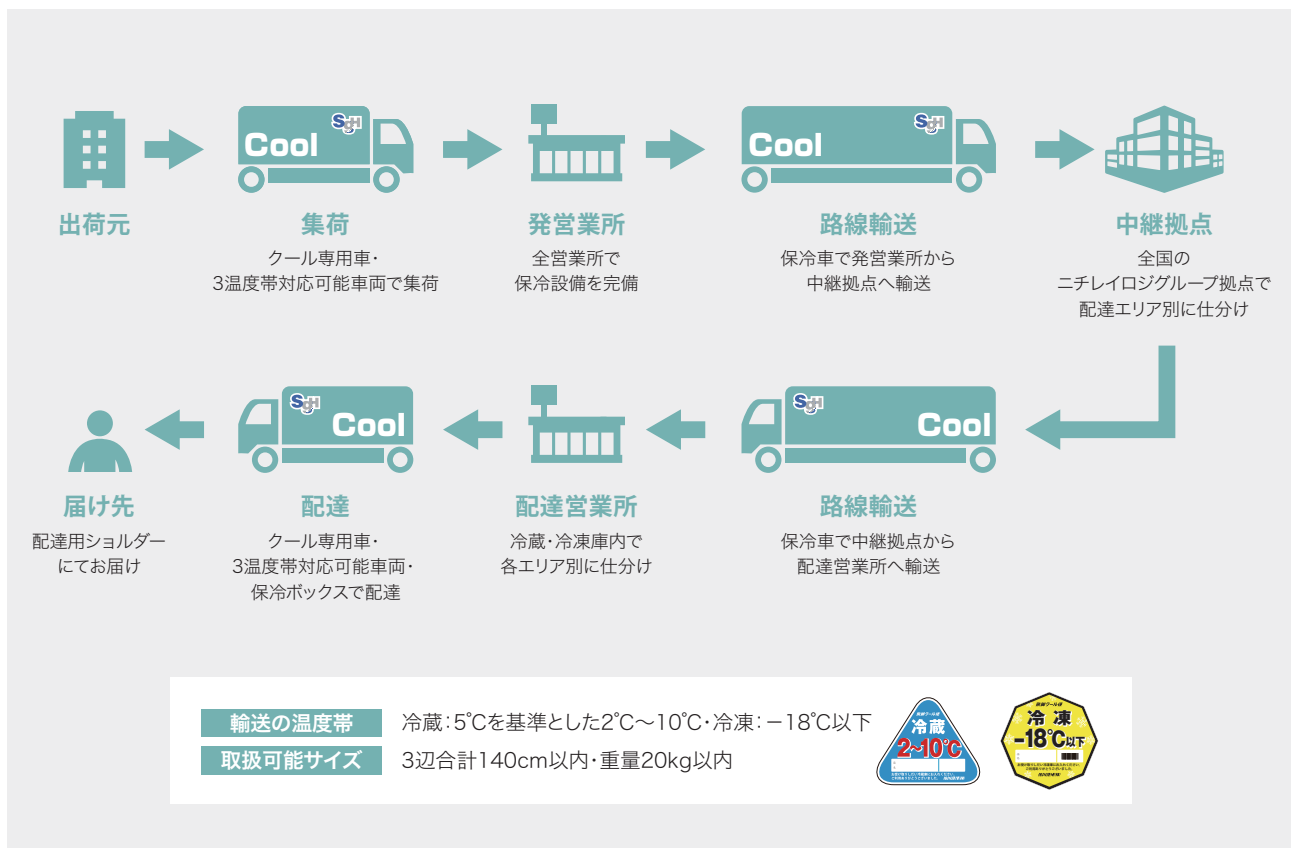 Cool
SgH
Cool
SgH
出荷元
集荷
クール専用車・
3温度帯対応可能車両で集荷
発営業所
全営業所で
保冷設備を完備
路線輸送
保冷車で発営業所から
中継拠点へ輸送
中継拠点
全国の
ニチレイロジグループ拠点で
配達エリア別に仕分け
SgH
Cool
SgH
Cool
届け先
配達用ショルダー
にてお届け
配達
クール専用車・
3温度帯対応可能車両・
保冷ボックスで配達
配達営業所
冷蔵・冷凍庫内で
各エリア別に仕分け
路線輸送
保冷車で中継拠点から
配達営業所へ輸送
輸送の温度帯
冷蔵：5℃を基準とした2℃〜10℃・冷凍：－18℃以下
取扱可能サイズ
3辺合計140cm以内・重量20kg以内
冷蔵
2~10℃
冷凍
-18℃以下